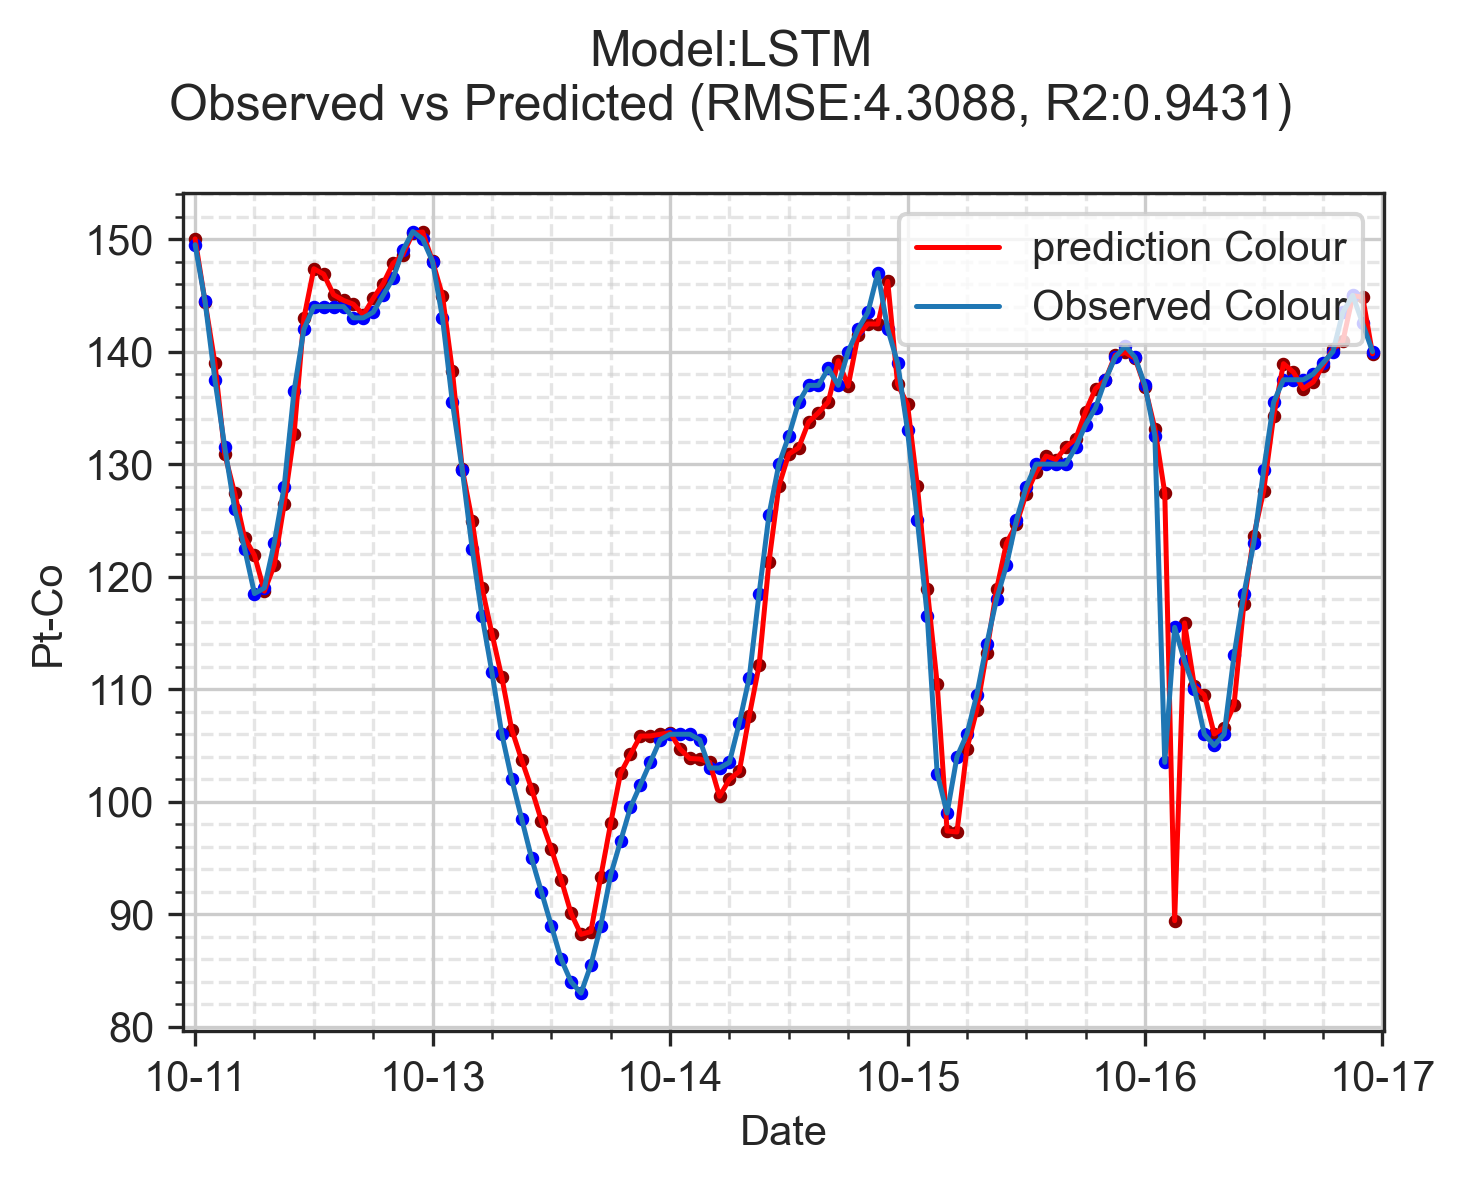 Model:LSTM
Observed vs Predicted (RMSE:4.3088, R2:0.9431)
prediction Colour
Observed Colour
150
140
130
120
110
100
90
80
Pt-Co
10-11 10-13 10-14 10-15 10-16 10-17
Date